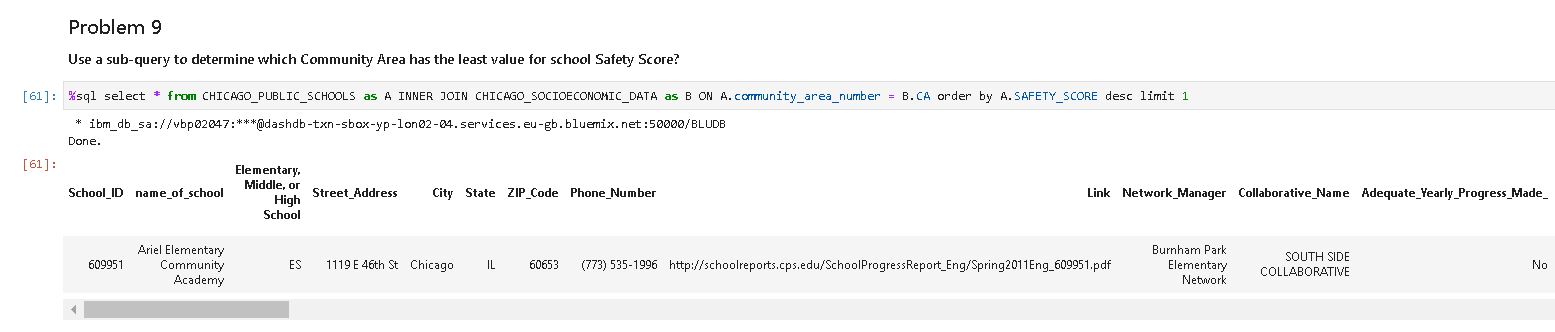 Problem 9
Use a sub-query to determine which Community Area has the least value for school Safety Score?
[61]: %sql select * from CHICAGO_PUBLIC_SCHOOLS as A INNER JOIN CHICAGO_SOCIOECONOMIC_DATA as B ON A.community_area_number = B.CA order by A.SAFETY_SCORE desc limit 1
* ibm_db_sa://vbp02047:***@dashdb-txn-sbox-yp-lon02-04.services.eu-gb.bluemix.net:50000/BLUDB
Done.
[61]:
Elementary,
Middle, or
High
School
School_ID name_of_school Street_Address City State ZIP_Code Phone_Number Link Network_Manager Collaborative_Name Adequate_Yearly_Progress_Made_
Ariel Elementary
Community
Academy
Burnham Park
Elementary
Network
SOUTH SIDE
COLLABORATIVE
609951 ES 1119 E 46th St Chicago IL 60653 (773) 535-1996 http://schoolreports.cps.edu/SchoolProgressReport_Eng/Spring2011Eng_609951.pdf No